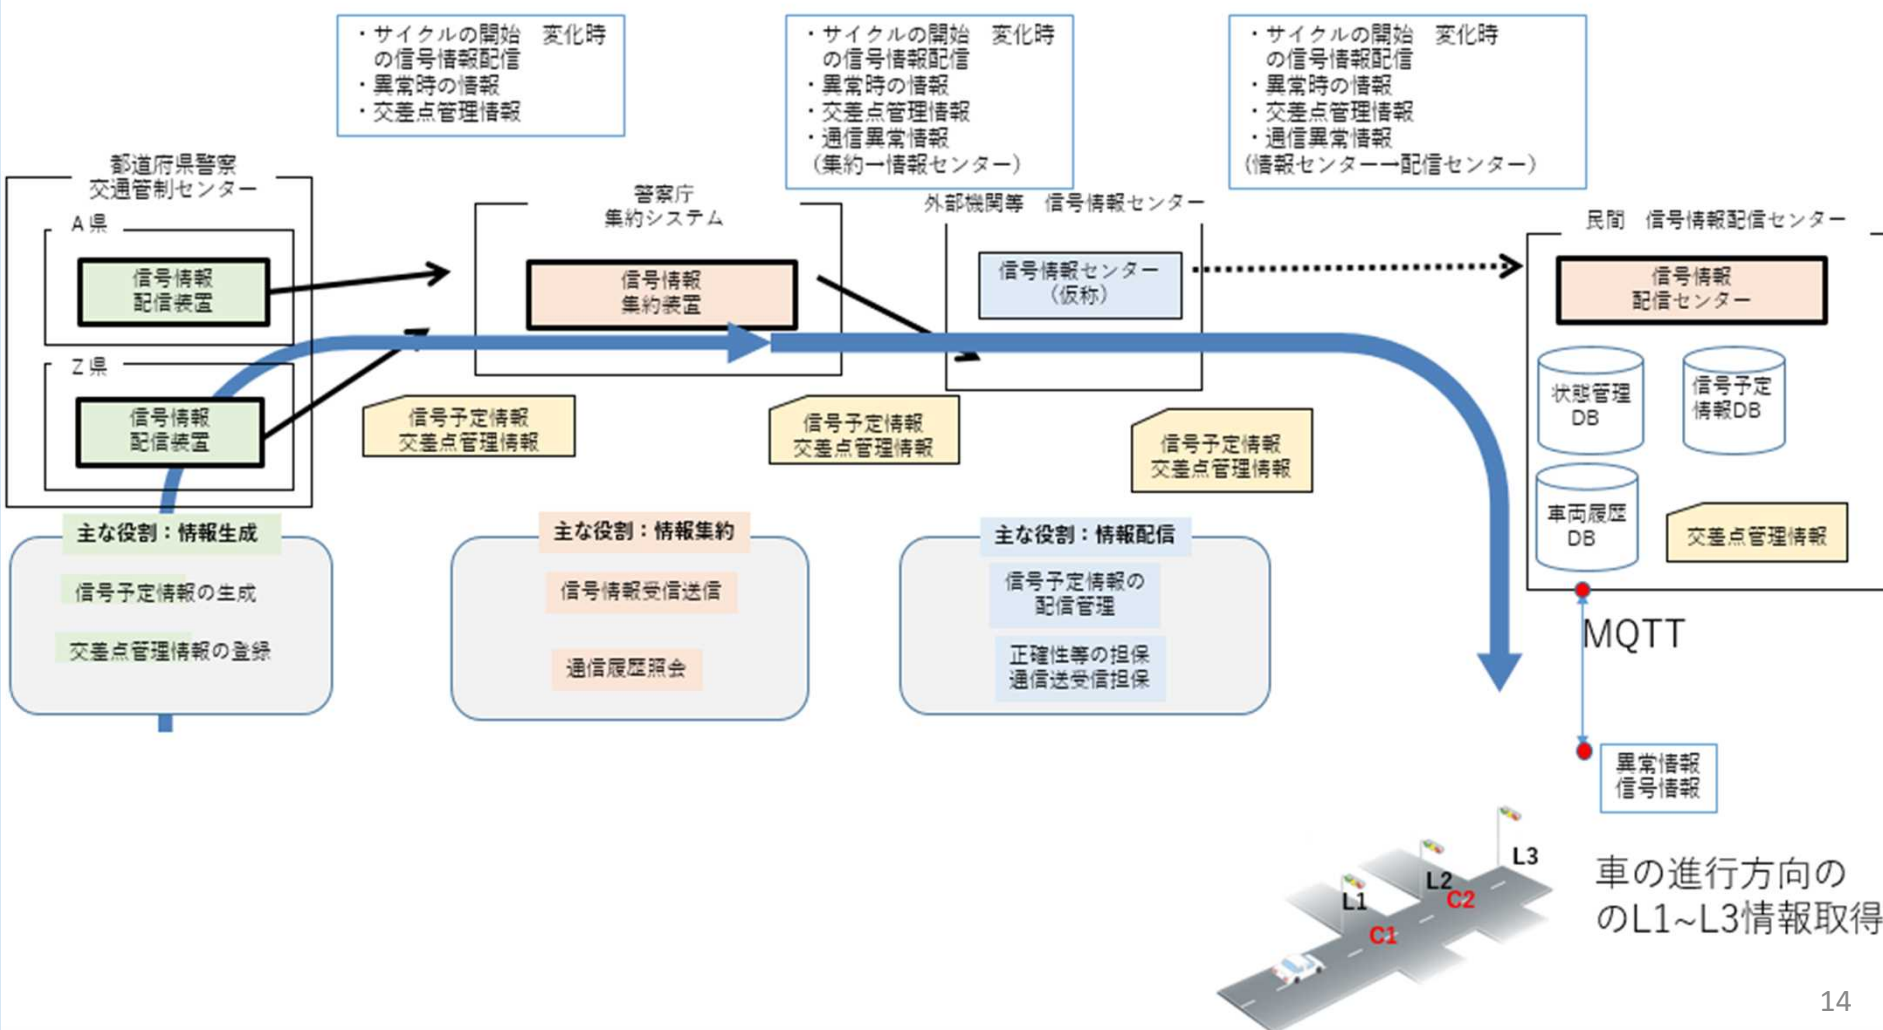 ・サイクルの開始　変化時
の信号情報配信
・異常時の情報
・交差点管理情報
・サイクルの開始　変化時
の信号情報配信
・異常時の情報
・交差点管理情報
・通信異常情報
（集約→情報センター）
・サイクルの開始　変化時
の信号情報配信
・異常時の情報
・交差点管理情報
・通信異常情報
(情報センター→配信センター）
都道府県警察
交通管制センター
A県
信号情報
配信装置
Z県
信号情報
配信装置
警察庁
集約システム
信号情報
集約装置
外部機関等　信号情報センター
信号情報センター
（仮称）
民間　信号情報配信センター
信号情報
配信センター
状態管理
DB
信号予定
情報DB
車両履歴
DB
交差点管理情報
信号予定情報
交差点管理情報
信号予定情報
交差点管理情報
信号予定情報
交差点管理情報
主な役割：情報生成
信号予定情報の生成
交差点管理情報の登録
主な役割：情報集約
信号情報受信送信
通信履歴照会
主な役割：情報配信
信号予定情報の
配信管理
正確性等の担保
通信送受信担保
MQTT
異常情報
信号情報
L1
L2
L3
C1
C2
車の進行方向の
のL1~L3情報取得
14